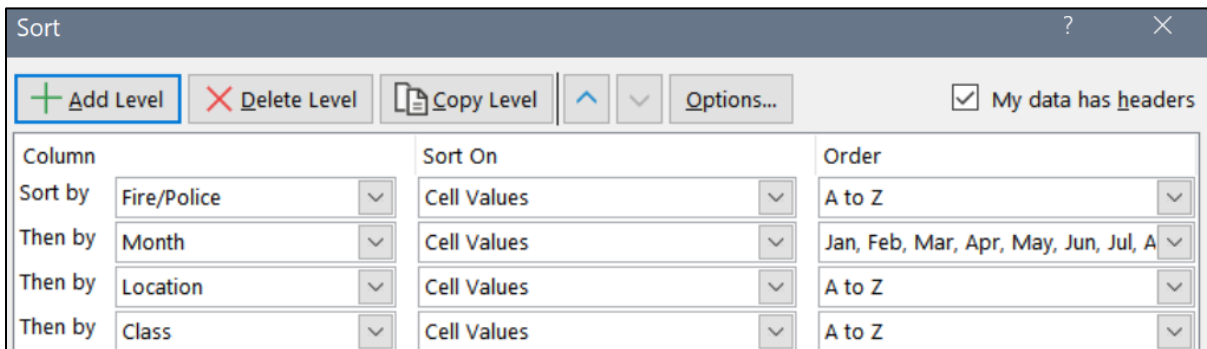 Sort ?
Add Level Delete Level Copy Level Options... My data has headers
Column Sort On Order
Sort by Fire/Police Cell Values A to Z
Then by Month Cell Values Jan, Feb, Mar, Apr, May, Jun, Jul, A
Then by Location Cell Values A to Z
Then by Class Cell Values A to Z